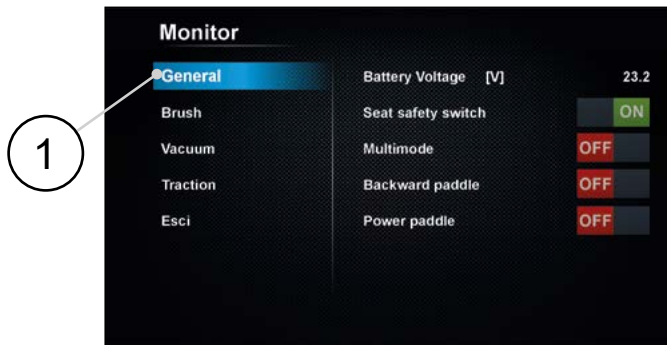 Monitor
1
General Battery Voltage [V] 23.2
Brush Seat safety switch ON
Vacuum Multimode OFF
Traction Backward paddle OFF
Esci Power paddle OFF